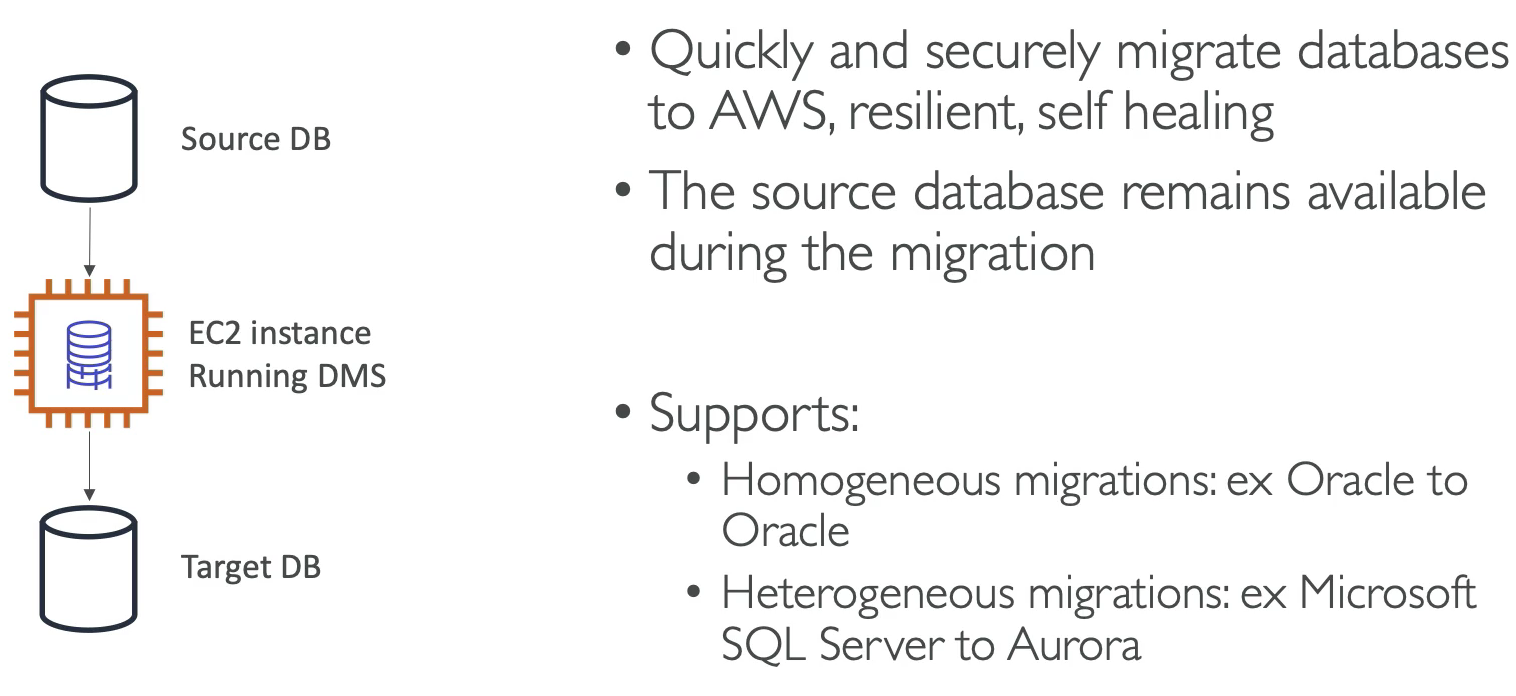 Source DB
EC2 instance
Running DMS
Target DB
• Quickly and securely migrate databases
to AWS, resilient, self healing
• The source database remains available
during the migration
• Supports:
• Homogeneous migrations: ex Oracle to
Oracle
• Heterogeneous migrations: ex Microsoft
SQL Server to Aurora